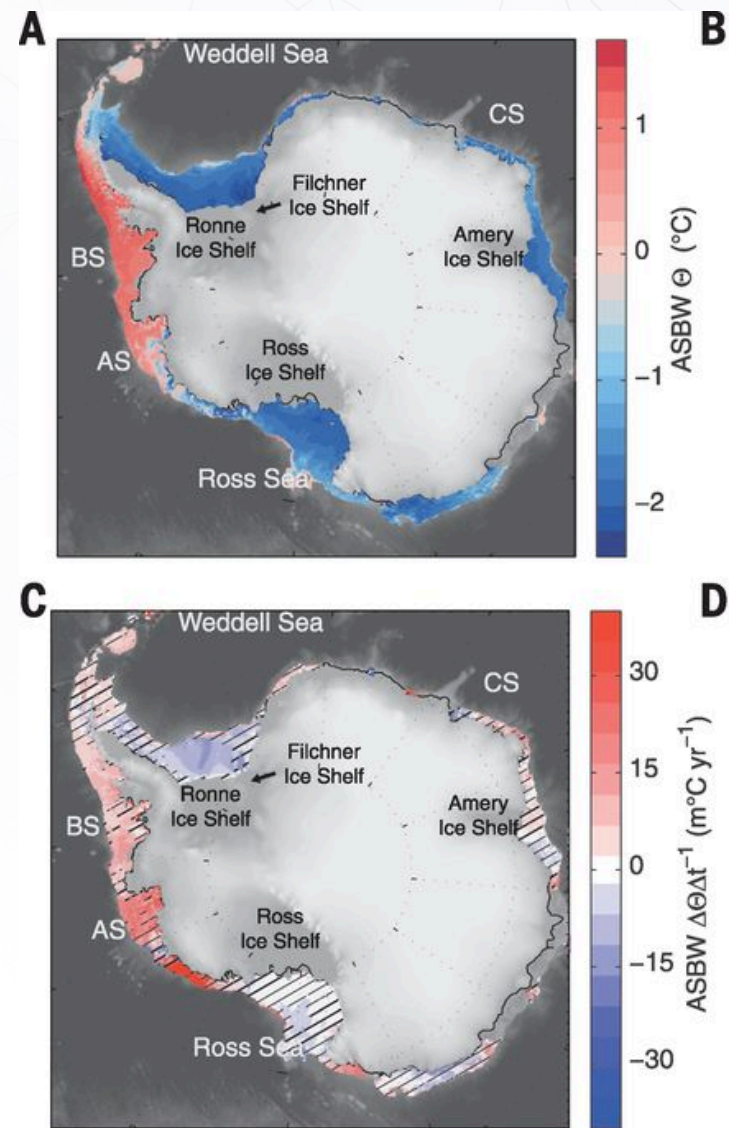 A
B
Weddell Sea
CS
Filchner
Ice Shelf
Ronne
Ice Shelf
BS
Amery
Ice Shelf
AS
Ross
Ice Shelf
Ross Sea
1
0
−1
−2
ASBW Θ (°C)
C
D
Weddell Sea
CS
Filchner
Ice Shelf
Ronne
Ice Shelf
BS
Amery
Ice Shelf
AS
Ross
Ice Shelf
Ross Sea
30
15
0
−15
−30
ASBW ΔΘΔt⁻¹ (m°C yr⁻¹)